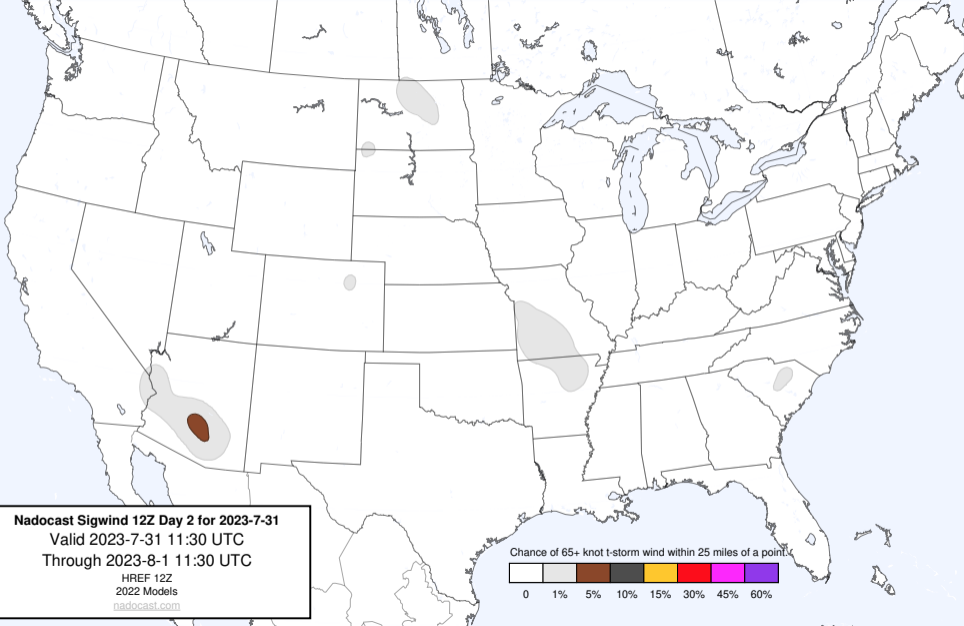 Nadocast Sigwind 12Z Day 2 for 2023-7-31
Valid 2023-7-31 11:30 UTC
Through 2023-8-1 11:30 UTC
HREF 12Z
2022 Models
nadocast.com
Chance of 65+ knot t-storm wind within 25 miles of a point.
0 1% 5% 10% 15% 30% 45% 60%